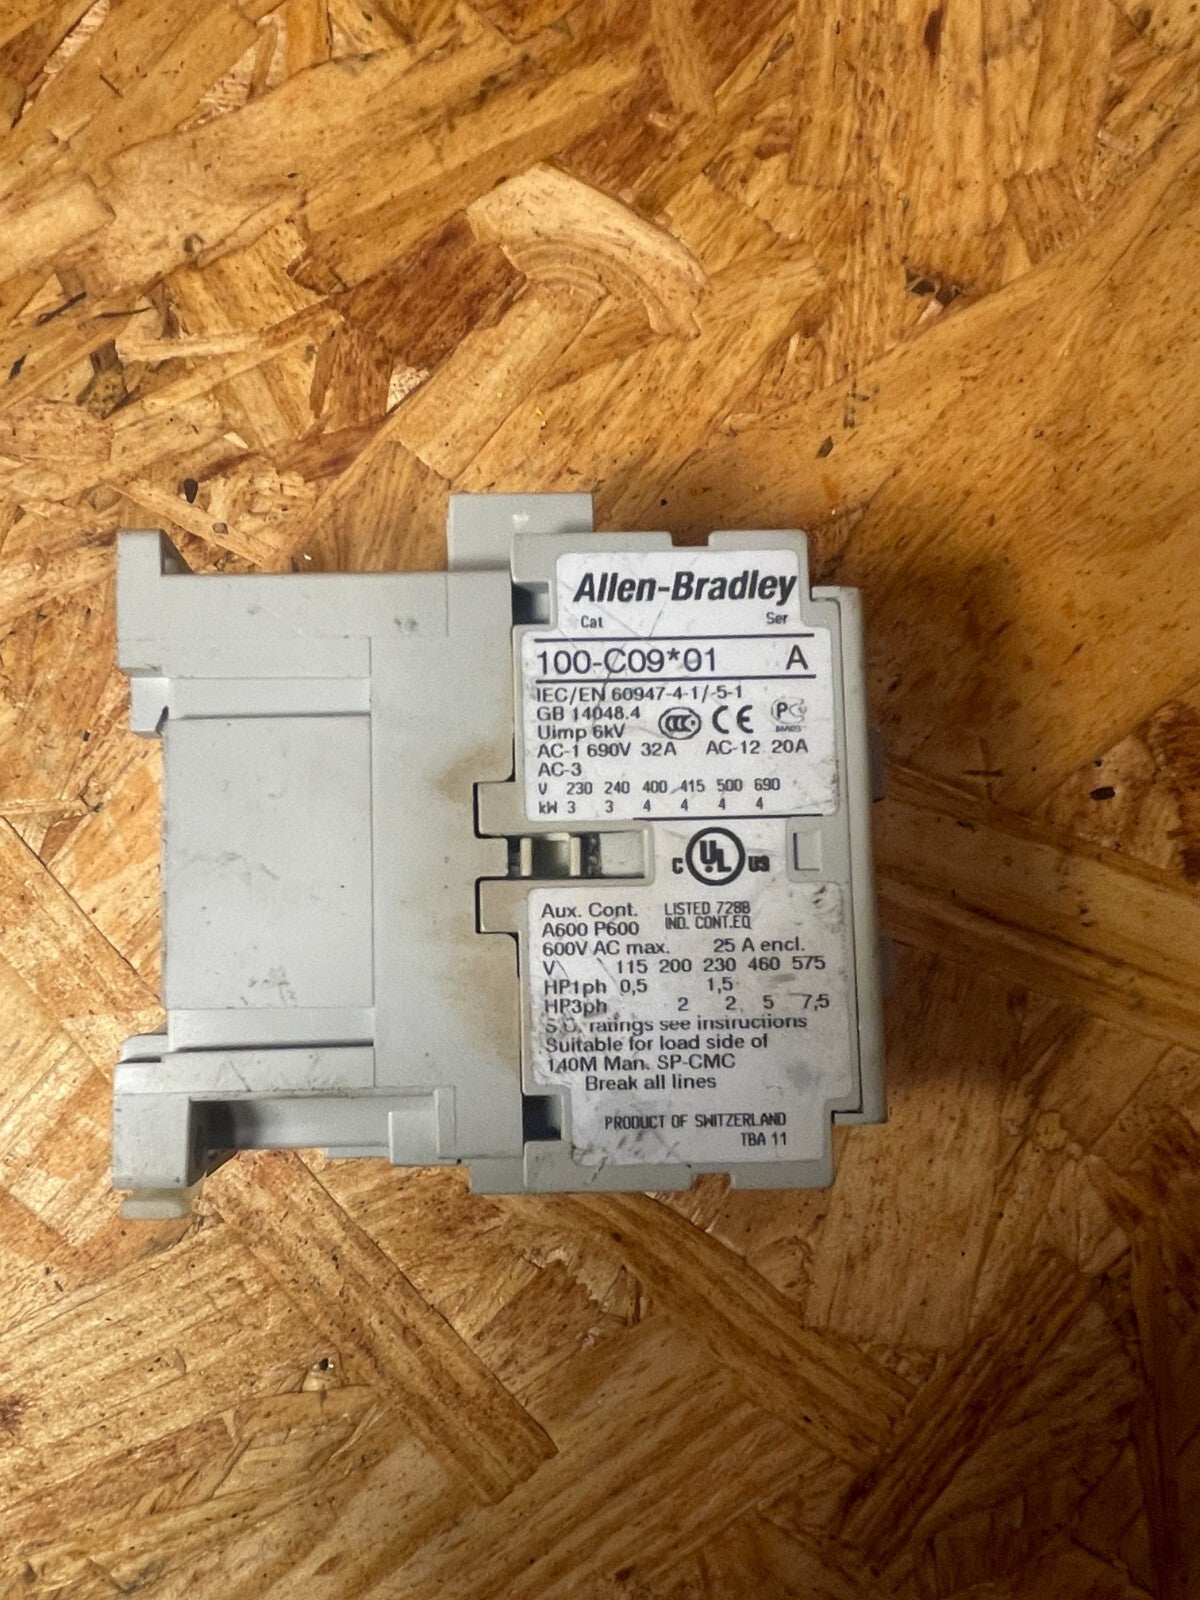 Allen-Bradley
Cat Ser
100-C09*01 A
IEC/EN 60947-4-1/-5-1
GB 14048.4 CCC CE
Uimp 6kV
AC-1 690V 32A AC-12 20A
AC-3
V 230 240 400 415 500 690
kW 3 3 4 4 4 4
C UL US
Aux. Cont. LISTED 728B
A600 P600 IND. CONT.EQ
600V AC max. 25 A encl.
V 115 200 230 460 575
HP1ph 0,5 1,5
HP3ph 2 2 5 7,5
S.C. ratings see instructions
Suitable for load side of
140M Man. SP-CMC
Break all lines
PRODUCT OF SWITZERLAND
TBA 11